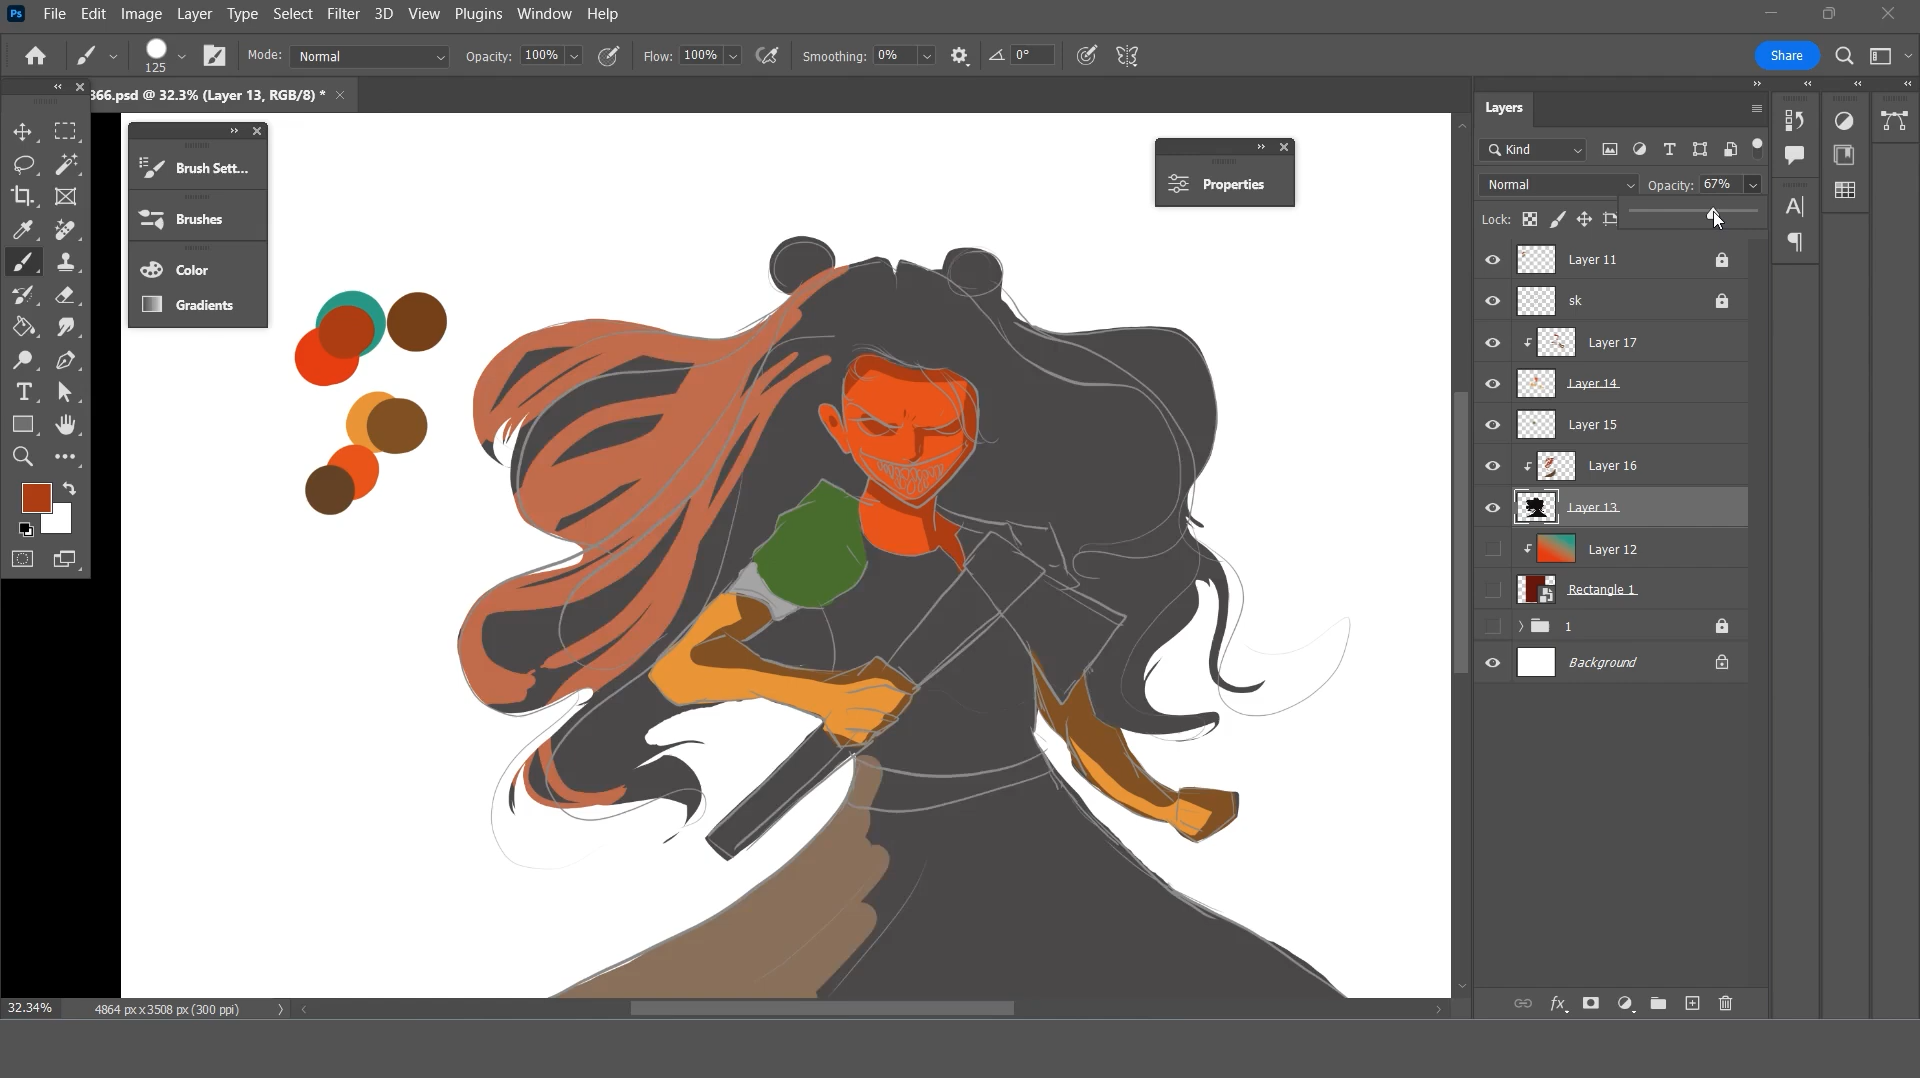 Ps File Edit Image Layer Type Select Filter 3D View Plugins Window Help
125 Mode: Normal Opacity: 100% Flow: 100% Smoothing: 0% 0° Share
366.psd @ 32.3% (Layer 13, RGB/8) *
Layers
Brush Sett...
Brushes
Color
Gradients
Properties
Kind
Normal Opacity: 67%
Lock:
Layer 11
sk
Layer 17
Layer 14
Layer 15
Layer 16
Layer 13
Layer 12
Rectangle 1
1
Background
32.34% 4864 px x 3508 px (300 ppi)
fx